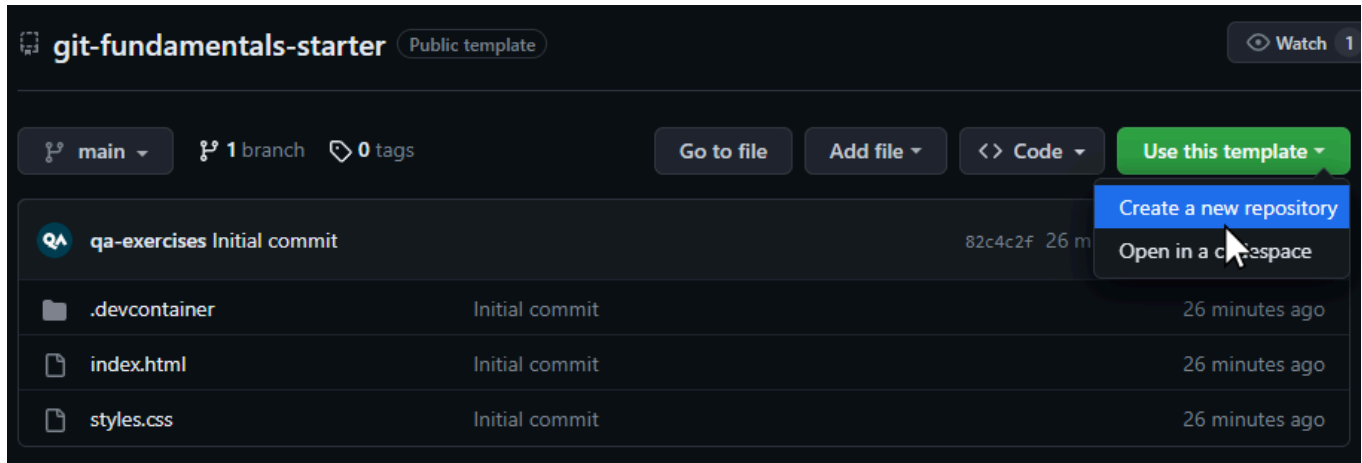 git-fundamentals-starter Public template Watch 1
main 1 branch 0 tags Go to file Add file <> Code Use this template
Create a new repository
QA qa-exercises Initial commit 82c4c2f 26 m
Open in a
.devcontainer Initial commit 26 minutes ago
index.html Initial commit 26 minutes ago
styles.css Initial commit 26 minutes ago